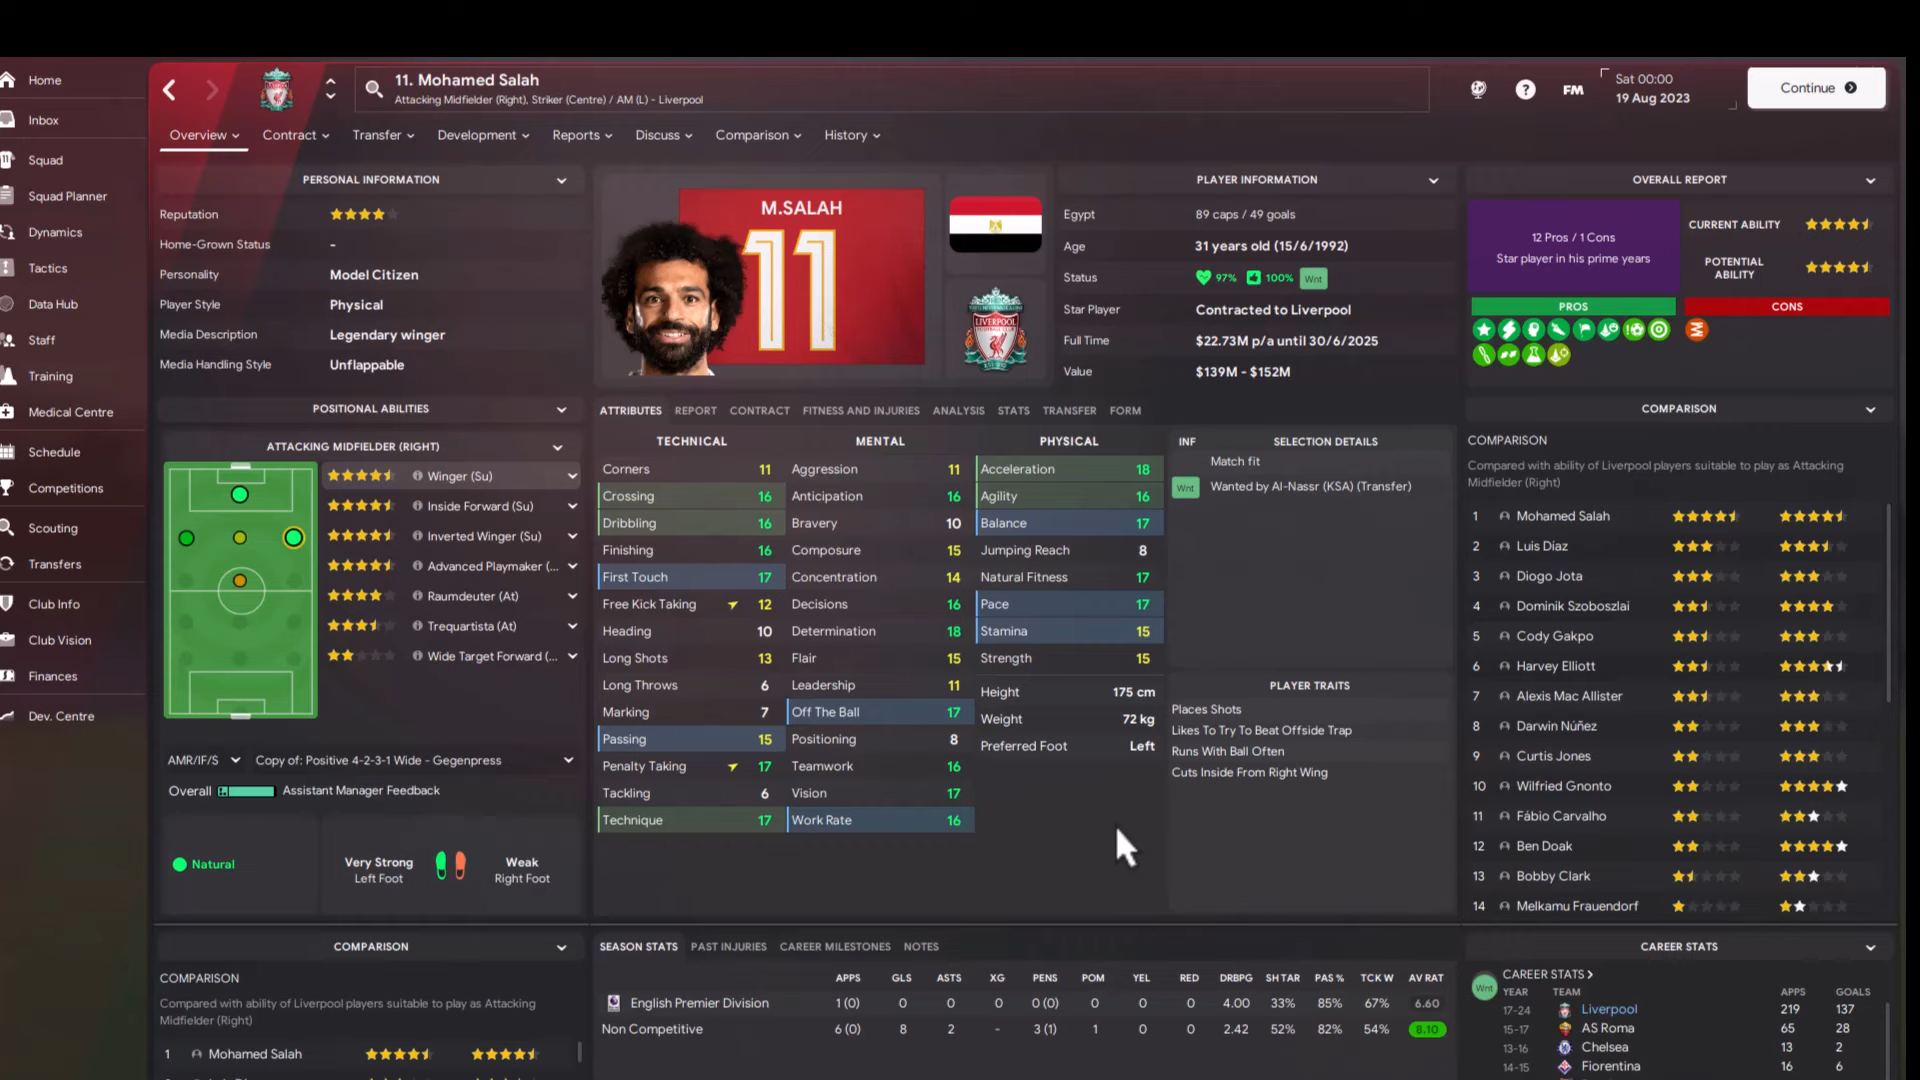 Home
Inbox
Squad
Squad Planner
Dynamics
Tactics
Data Hub
Staff
Training
Medical Centre
Schedule
Competitions
Scouting
Transfers
Club Info
Club Vision
Finances
Dev. Centre
11. Mohamed Salah
Attacking Midfielder (Right), Striker (Centre) / AM (L) - Liverpool
? FM
Sat 00:00
19 Aug 2023
Continue
Overview Contract Transfer Development Reports Discuss Comparison History
PERSONAL INFORMATION
Reputation
Home-Grown Status -
Personality Model Citizen
Player Style Physical
Media Description Legendary winger
Media Handling Style Unflappable
M.SALAH
11
LIVERPOOL
PLAYER INFORMATION
Egypt 89 caps / 49 goals
Age 31 years old (15/6/1992)
Status 97% 100% Wnt
Star Player Contracted to Liverpool
Full Time $22.73M p/a until 30/6/2025
Value $139M - $152M
OVERALL REPORT
12 Pros / 1 Cons
Star player in his prime years
CURRENT ABILITY
POTENTIAL
ABILITY
PROS CONS
POSITIONAL ABILITIES
ATTACKING MIDFIELDER (RIGHT)
Winger (Su)
Inside Forward (Su)
Inverted Winger (Su)
Advanced Playmaker (...
Raumdeuter (At)
Trequartista (At)
Wide Target Forward (...
AMR/IF/S Copy of: Positive 4-2-3-1 Wide - Gegenpress
Overall Assistant Manager Feedback
Natural
Very Strong
Left Foot
Weak
Right Foot
ATTRIBUTES REPORT CONTRACT FITNESS AND INJURIES ANALYSIS STATS TRANSFER FORM
TECHNICAL
Corners 11
Crossing 16
Dribbling 16
Finishing 16
First Touch 17
Free Kick Taking 12
Heading 10
Long Shots 13
Long Throws 6
Marking 7
Passing 15
Penalty Taking 17
Tackling 6
Technique 17
MENTAL
Aggression 11
Anticipation 16
Bravery 10
Composure 15
Concentration 14
Decisions 16
Determination 18
Flair 15
Leadership 11
Off The Ball 17
Positioning 8
Teamwork 16
Vision 17
Work Rate 16
PHYSICAL
Acceleration 18
Agility 16
Balance 17
Jumping Reach 8
Natural Fitness 17
Pace 17
Stamina 15
Strength 15
Height 175 cm
Weight 72 kg
Preferred Foot Left
INF SELECTION DETAILS
Match fit
Wnt Wanted by Al-Nassr (KSA) (Transfer)
PLAYER TRAITS
Places Shots
Likes To Try To Beat Offside Trap
Runs With Ball Often
Cuts Inside From Right Wing
COMPARISON
COMPARISON
Compared with ability of Liverpool players suitable to play as Attacking
Midfielder (Right)
1 Mohamed Salah
2 Luis Díaz
3 Diogo Jota
4 Dominik Szoboszlai
5 Cody Gakpo
6 Harvey Elliott
7 Alexis Mac Allister
8 Darwin Núñez
9 Curtis Jones
10 Wilfried Gnonto
11 Fábio Carvalho
12 Ben Doak
13 Bobby Clark
14 Melkamu Frauendorf
COMPARISON
COMPARISON
Compared with ability of Liverpool players suitable to play as Attacking
Midfielder (Right)
1 Mohamed Salah
SEASON STATS PAST INJURIES CAREER MILESTONES NOTES
APPS GLS ASTS XG PENS POM YEL RED DRBPG SH TAR PAS % TCK W AV RAT
English Premier Division 1 (0) 0 0 0 0 (0) 0 0 0 4.00 33% 85% 67% 6.60
Non Competitive 6 (0) 8 2 - 3 (1) 1 0 0 2.42 52% 82% 54% 8.10
CAREER STATS
Wnt CAREER STATS
YEAR TEAM APPS GOALS
17-24 Liverpool 219 137
15-17 AS Roma 65 28
13-16 Chelsea 13 2
14-15 Fiorentina 16 6